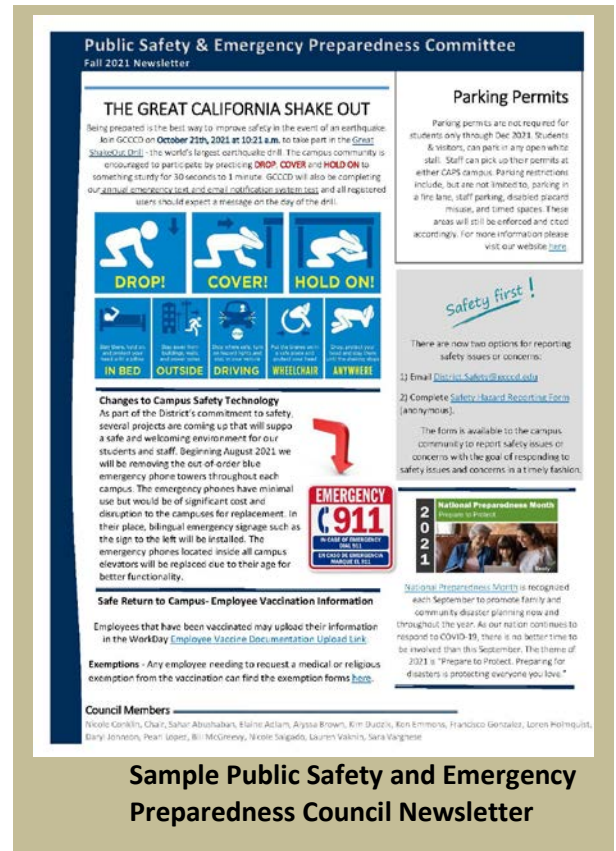 Public Safety & Emergency Preparedness Committee
Fall 2021 Newsletter
THE GREAT CALIFORNIA SHAKE OUT
Being prepared is the best way to improve safety in the event of an earthquake.
Join GCCCD on October 21th, 2021 at 10:21 a.m. to take part in the Great
ShakeOut Drill - the world's largest earthquake drill. The campus community is
encouraged to participate by practicing DROP, COVER and HOLD ON to
something sturdy for 30 seconds to 1 minute. GCCCD will also be completing
our annual emergency text and email notification system test and all registered
users should expect a message on the day of the drill.
DROP!
COVER!
HOLD ON!
IN BED
OUTSIDE
DRIVING
WHEELCHAIR
ANYWHERE
Changes to Campus Safety Technology
As part of the District's commitment to safety,
several projects are coming up that will suppo
a safe and welcoming environment for our
students and staff. Beginning August 2021 we
will be removing the out-of-order blue
emergency phone towers throughout each
campus. The emergency phones have minimal
use but would be of significant cost and
disruption to the campuses for replacement. In
their place, bilingual emergency signage such as
the sign to the left will be installed. The
emergency phones located inside all campus
elevators will be replaced due to their age for
better functionality.
EMERGENCY
911
IN CASE OF EMERGENCY
DIAL 911
EN CASO DE EMERGENCIA
MARQUE EL 911
Safe Return to Campus- Employee Vaccination Information
Employees that have been vaccinated may upload their information
in the WorkDay Employee Vaccine Documentation Upload Link.
Exemptions - Any employee needing to request a medical or religious
exemption from the vaccination can find the exemption forms here.
Parking Permits
Parking permits are not required for
students only through Dec 2021. Students
& visitors, can park in any open white
stall. Staff can pick up their permits at
either CAPS campus. Parking restrictions
include, but are not limited to, parking in
a fire lane, staff parking, disabled placard
misuse, and timed spaces. These
areas will still be enforced and cited
accordingly. For more information please
visit our website here.
Safety first!
There are now two options for reporting
safety issues or concerns:
1) Email District.Safety@gcccd.edu
2) Complete Safety Hazard Reporting Form
(anonymous).
The form is available to the campus
community to report safety issues or
concerns with the goal of responding to
safety issues and concerns in a timely fashion.
2021
National Preparedness Month
Prepare to Protect
National Preparedness Month is recognized
each September to promote family and
community disaster planning now and
throughout the year. As our nation continues to
respond to COVID-19, there is no better time to
be involved than this September. The theme of
2021 is "Prepare to Protect. Preparing for
disasters is protecting everyone you love."
Council Members
Nicole Conklin, Chair, Sahar Abushaban, Elaine Adlam, Alyssa Brown, Kim Dudzik, Ken Emmons, Francisco Gonzalez, Loren Holmquist,
Daryl Johnson, Pearl Lopez, Bill McGreevy, Nicole Salgado, Lauren Vaknin, Sara Varghese
Sample Public Safety and Emergency
Preparedness Council Newsletter